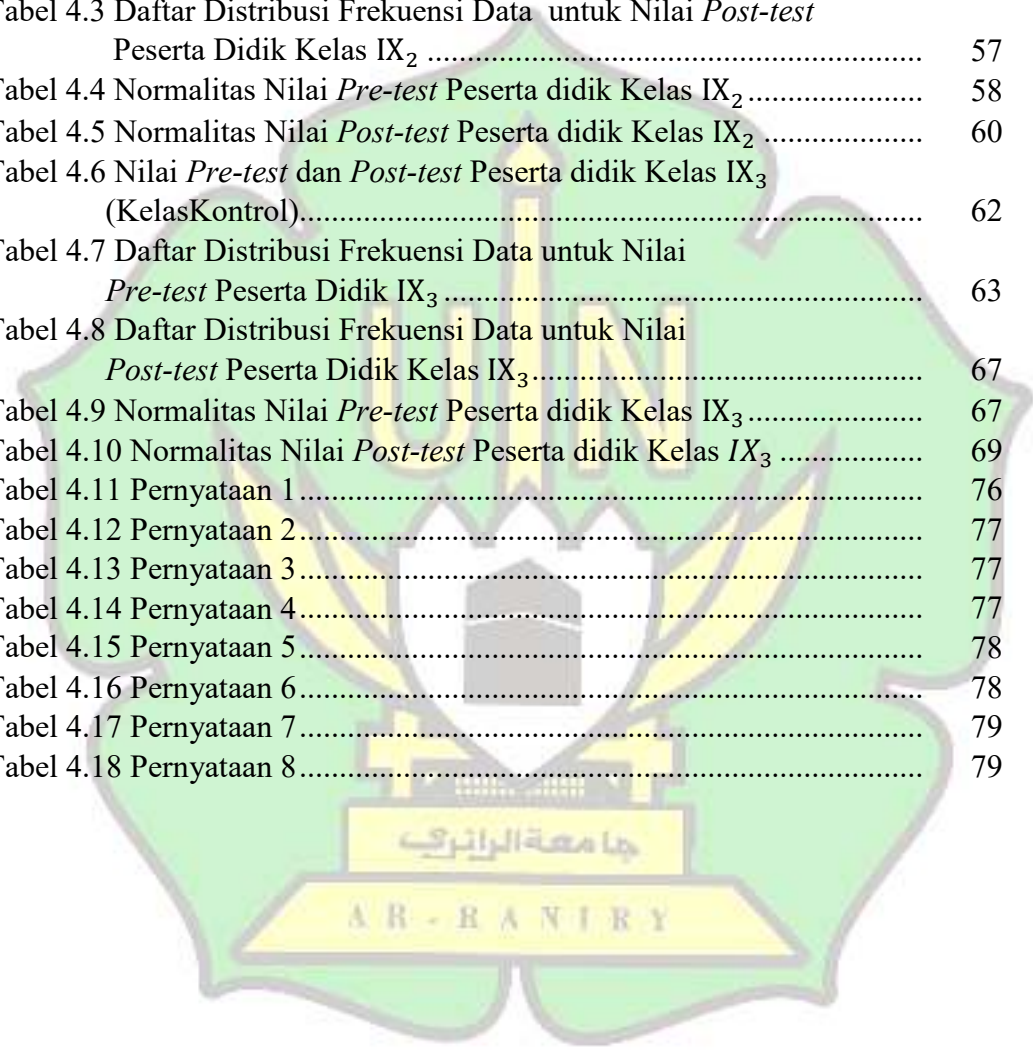 Tabel 4.3 Daftar Distribusi Frekuensi Data untuk Nilai Post-test
Peserta Didik Kelas IX₂ ........................................................ 57
Tabel 4.4 Normalitas Nilai Pre-test Peserta didik Kelas IX₂ .................... 58
Tabel 4.5 Normalitas Nilai Post-test Peserta didik Kelas IX₂ .................. 60
Tabel 4.6 Nilai Pre-test dan Post-test Peserta didik Kelas IX₃
(KelasKontrol)...................................................................... 62
Tabel 4.7 Daftar Distribusi Frekuensi Data untuk Nilai
Pre-test Peserta Didik IX₃ ...................................................... 63
Tabel 4.8 Daftar Distribusi Frekuensi Data untuk Nilai
Post-test Peserta Didik Kelas IX₃ ........................................... 67
Tabel 4.9 Normalitas Nilai Pre-test Peserta didik Kelas IX₃ .................... 67
Tabel 4.10 Normalitas Nilai Post-test Peserta didik Kelas IX₃ ................ 69
Tabel 4.11 Pernyataan 1 ........................................................................ 76
Tabel 4.12 Pernyataan 2 ........................................................................ 77
Tabel 4.13 Pernyataan 3 ........................................................................ 77
Tabel 4.14 Pernyataan 4 ........................................................................ 77
Tabel 4.15 Pernyataan 5 ........................................................................ 78
Tabel 4.16 Pernyataan 6 ........................................................................ 78
Tabel 4.17 Pernyataan 7 ........................................................................ 79
Tabel 4.18 Pernyataan 8 ........................................................................ 79
UIN
جامعة الرانري
AR-RANIRY